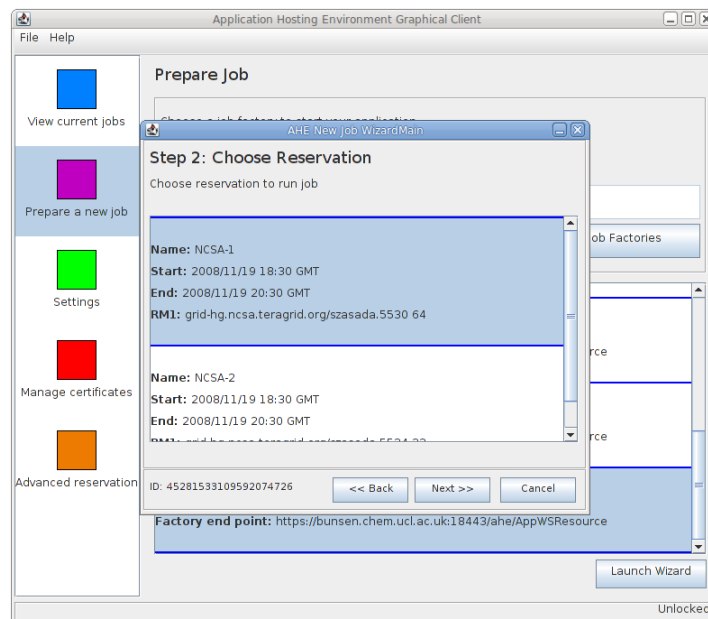 Application Hosting Environment Graphical Client
File Help
View current jobs
Prepare a new job
Settings
Manage certificates
Advanced reservation
Prepare Job
AHE New Job WizardMain
Step 2: Choose Reservation
Choose reservation to run job
Name: NCSA-1
Start: 2008/11/19 18:30 GMT
End: 2008/11/19 20:30 GMT
RM1: grid-hg.ncsa.teragrid.org/szasada.5530 64
Name: NCSA-2
Start: 2008/11/19 18:30 GMT
End: 2008/11/19 20:30 GMT
ID: 45281533109592074726
<< Back Next >> Cancel
ob Factories
rce
rce
Factory end point: https://bunsen.chem.ucl.ac.uk:18443/ahe/AppWSResource
Launch Wizard
Unlocked